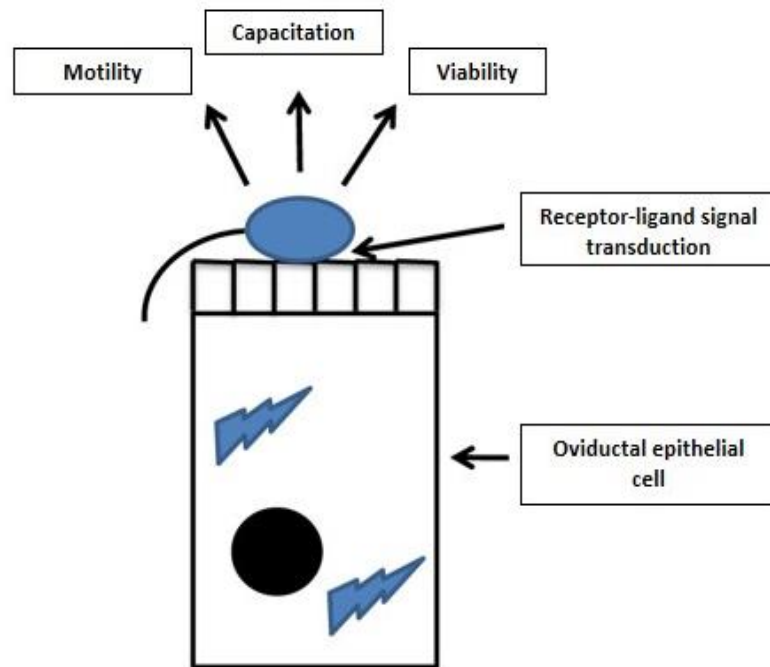 Capacitation
Motility
Viability
Receptor-ligand signal
transduction
Oviductal epithelial
cell